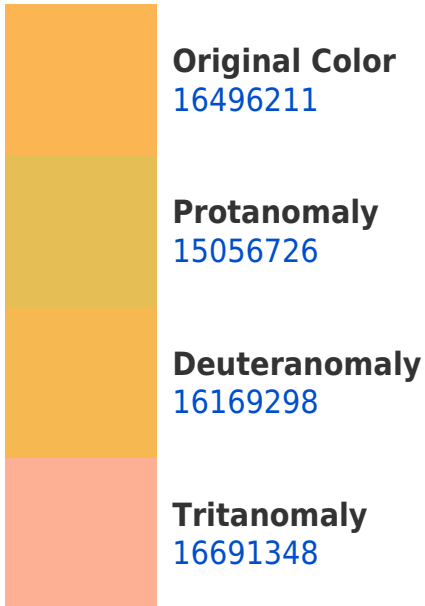 Original Color
16496211
Protanomaly
15056726
Deuteranomaly
16169298
Tritanomaly
16691348